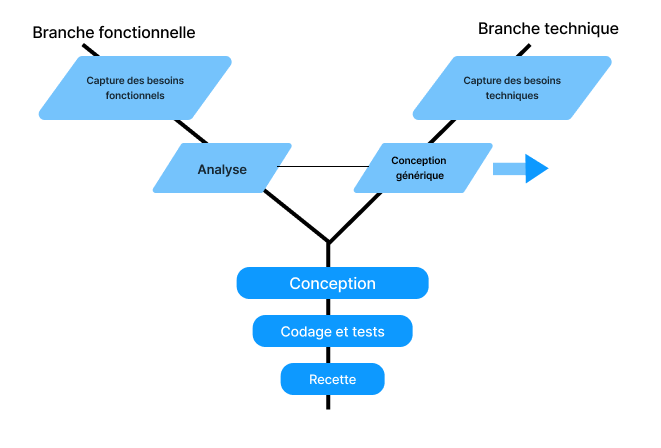 Branche fonctionnelle
Branche technique
Capture des besoins
fonctionnels
Capture des besoins
techniques
Analyse
Conception
générique
Conception
Codage et tests
Recette